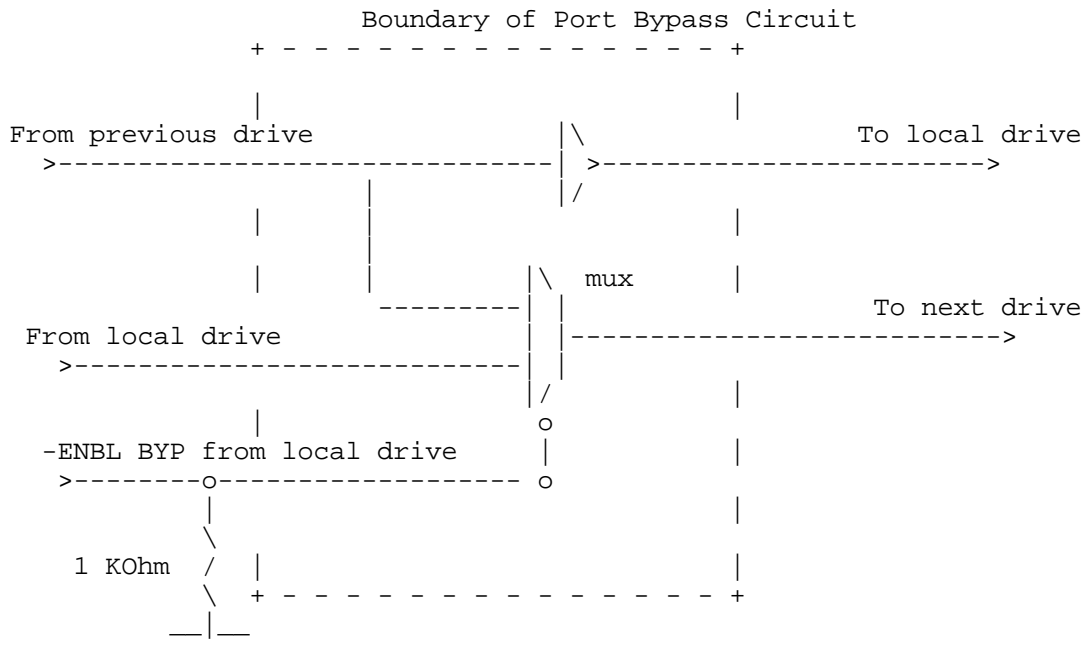 Boundary of Port Bypass Circuit
From previous drive
To local drive
mux
To next drive
From local drive
-ENBL BYP from local drive
1 KOhm